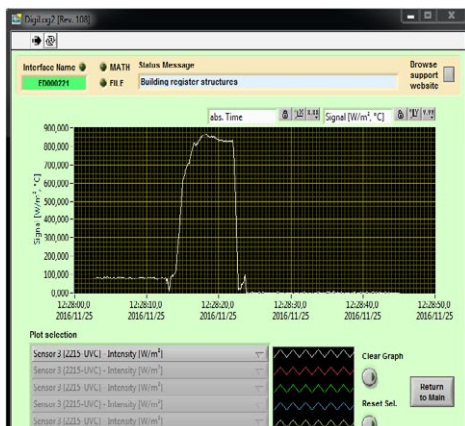 DigiLog2 [Rev. 108]
Interface Name
MATH
Status Message
Browse support website
FD000221
FILE
Building register structures
abs. Time
Signal [W/m², °C]
900,000
800,000
700,000
600,000
500,000
400,000
300,000
200,000
100,000
0,000
Signal [W/m², °C]
12:28:00,0 12:28:10,0 12:28:20,0 12:28:30,0 12:28:40,0 12:28:50,0
2016/11/25 2016/11/25 2016/11/25 2016/11/25 2016/11/25 2016/11/25
Plot selection
Sensor 3 (2215-UVC) - Intensity [W/m²]
Sensor 3 (2215-UVC) - Intensity [W/m²]
Sensor 3 (2215-UVC) - Intensity [W/m²]
Sensor 3 (2215-UVC) - Intensity [W/m²]
Sensor 3 (2215-UVC) - Intensity [W/m²]
Clear Graph
Reset Sel.
Return to Main